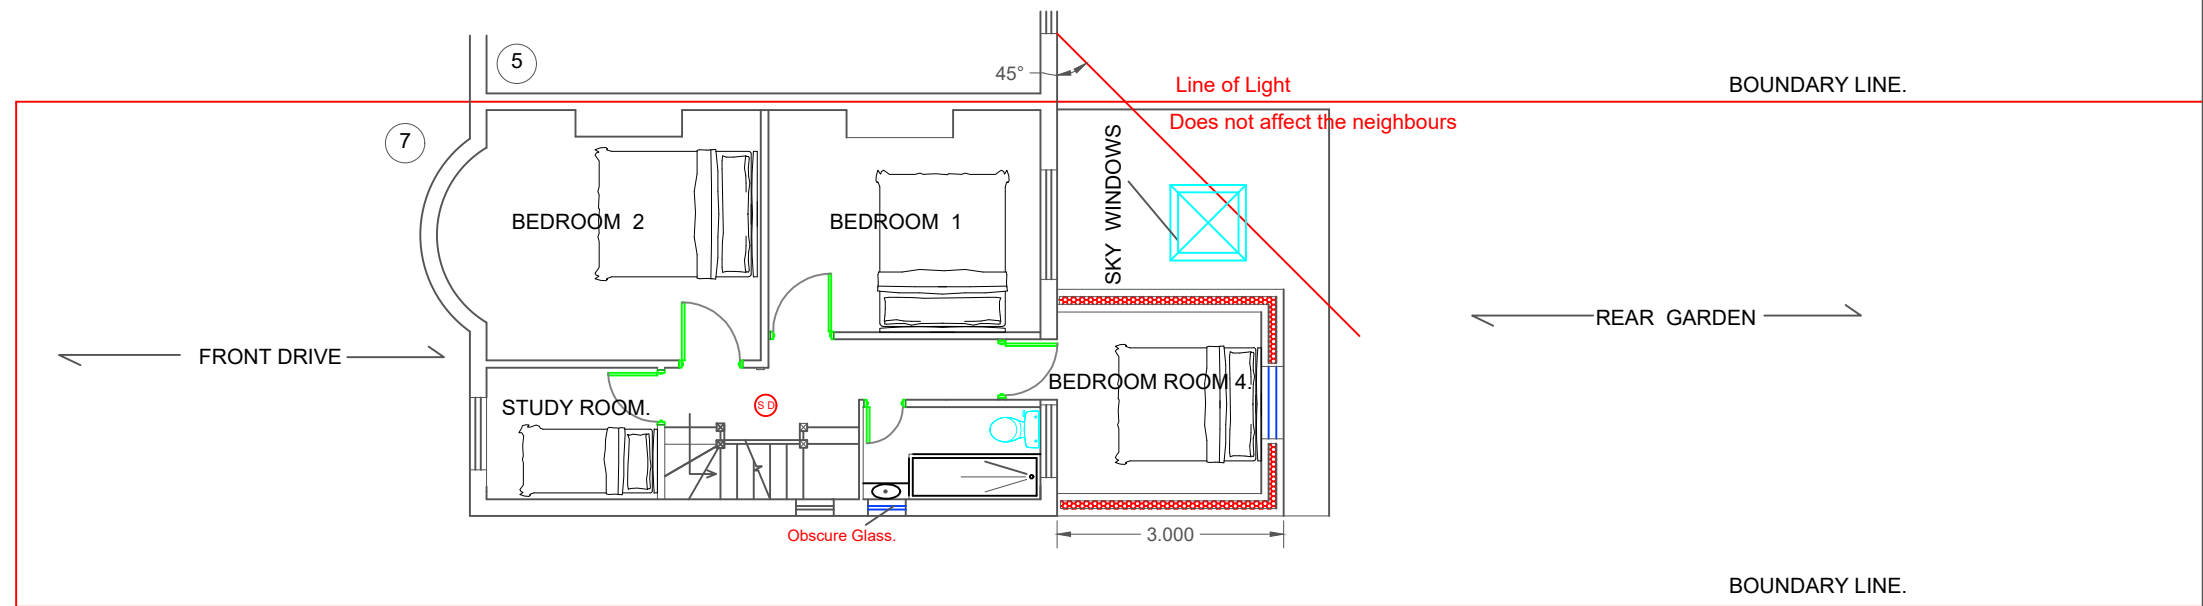 5
45°
Line of Light
BOUNDARY LINE.
Does not affect the neighbours
7
SKY WINDOWS
BEDROOM 2
BEDROOM 1
REAR GARDEN
FRONT DRIVE
BEDROOM ROOM 4.
STUDY ROOM.
S D
Obscure Glass.
3.000
BOUNDARY LINE.